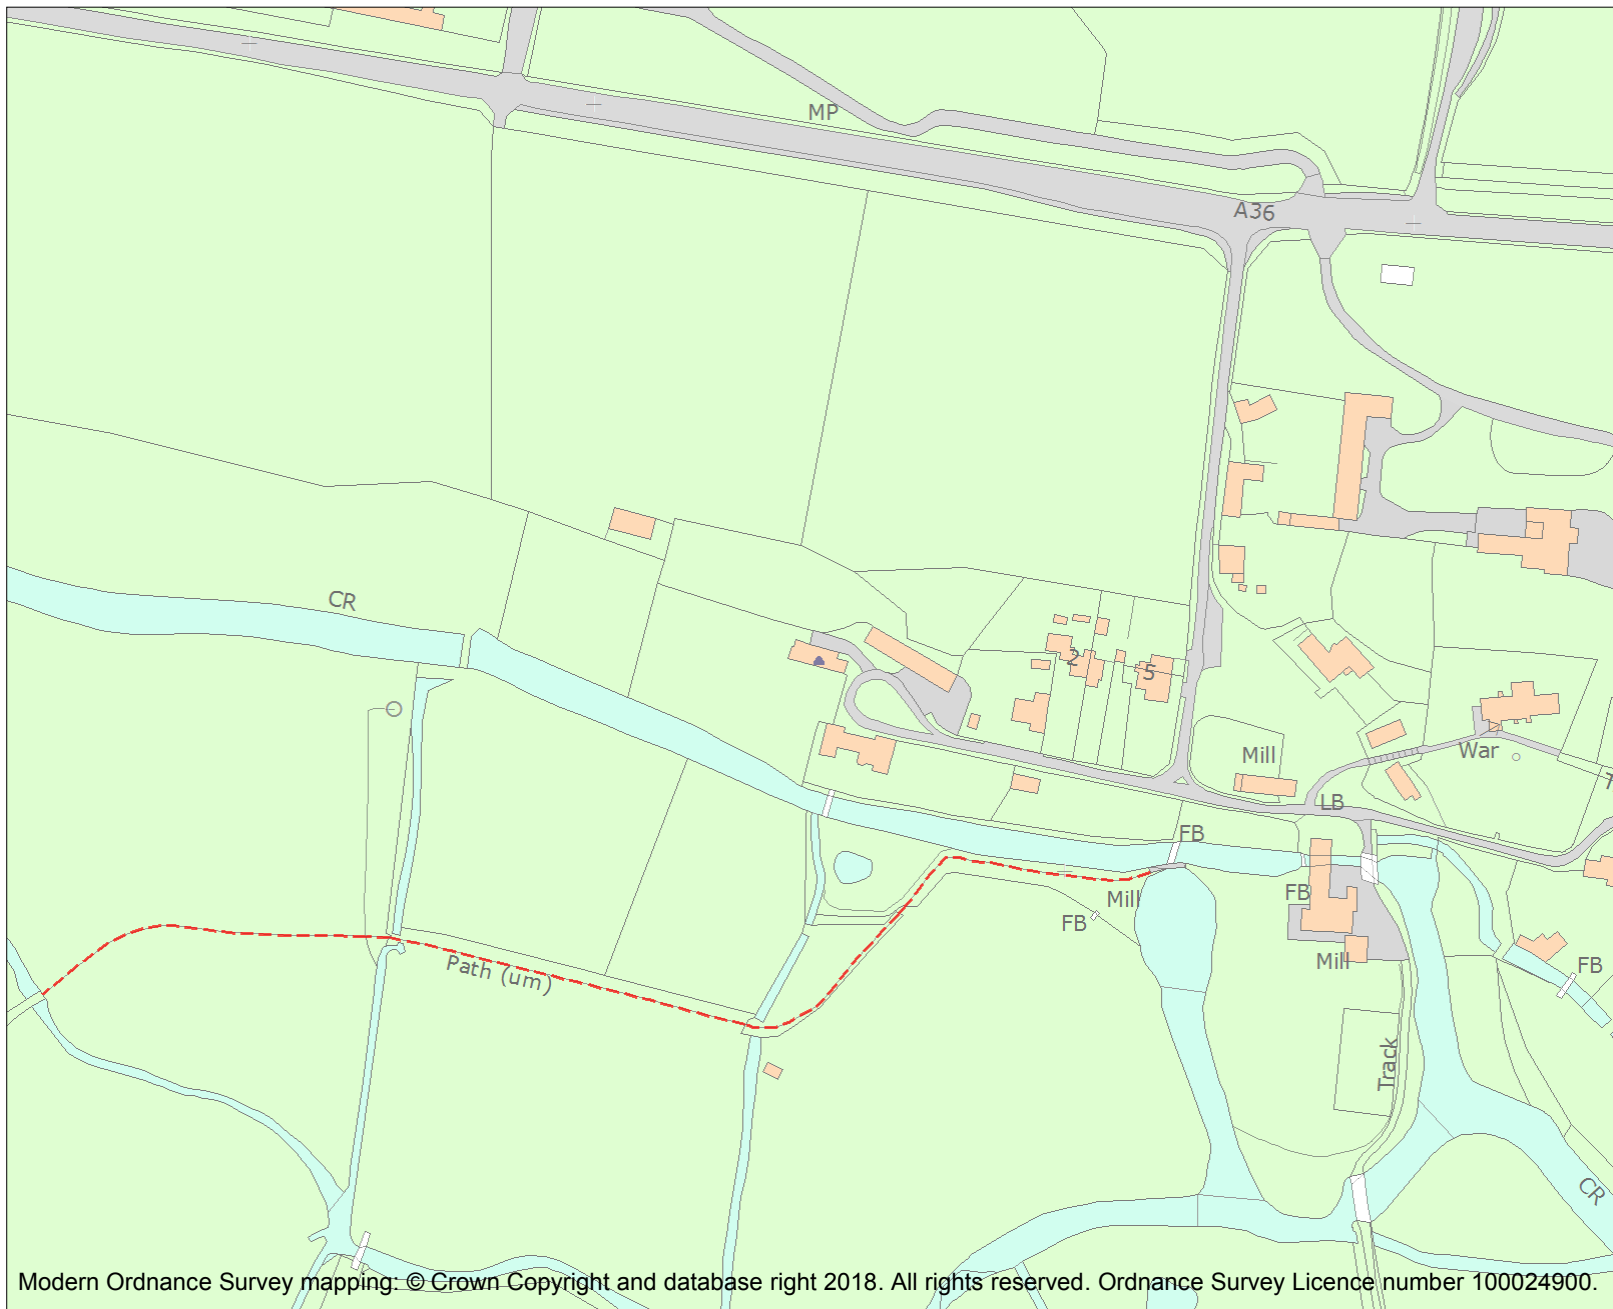 MP
A36
CR
2
5
Mill
War
LB
FB
Mill
FB
FB
Path (um)
Mill
FB
Track
CR
Modern Ordnance Survey mapping: © Crown Copyright and database right 2018. All rights reserved. Ordnance Survey Licence number 100024900.